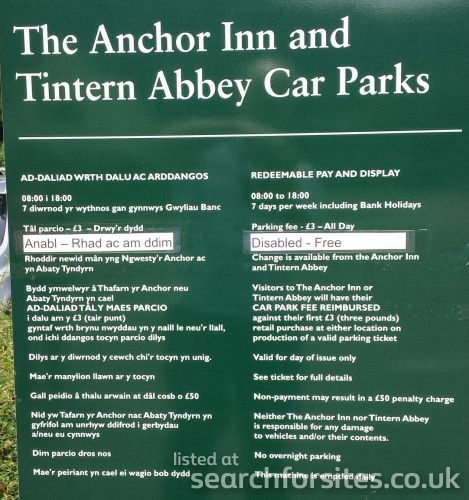 The Anchor Inn and
Tintern Abbey Car Parks
AD-DALIAD WRTH DALU AC ARDDANGOS
08:00 i 18:00
7 diwrnod yr wythnos gan gynnwys Gwyliau Banc
Tâl parcio – £3 – Drwy'r dydd
Anabl – Rhad ac am ddim
Rhoddir newid mân yng Ngwesty'r Anchor ac
yn Abaty Tyndyrn
Bydd ymwelwyr â Thafarn yr Anchor neu
Abaty Tyndyrn yn cael
AD-DALIAD TÂLY MAES PARCIO
i dalu am y £3 (tair punt)
gyntaf wrth brynu nwyddau yn y naill le neu'r llall,
ond ichi ddangos tocyn parcio dilys
Dilys ar y diwrnod y cewch chi'r tocyn yn unig.
Mae'r manylion llawn ar y tocyn
Gall peidio â thalu arwain at dâl cosb o £50
Nid yw Tafarn yr Anchor nac Abaty Tyndyrn yn
gyfrifol am unrhyw ddifrod i gerbydau
a/neu eu cynnwys
Dim parcio dros nos
Mae'r peiriant yn cael ei wagio bob dydd
REDEEMABLE PAY AND DISPLAY
08:00 to 18:00
7 days per week including Bank Holidays
Parking fee - £3 – All Day
Disabled - Free
Change is available from the Anchor Inn
and Tintern Abbey
Visitors to The Anchor Inn or
Tintern Abbey will have their
CAR PARK FEE REIMBURSED
against their first £3 (three pounds)
retail purchase at either location on
production of a valid parking ticket
Valid for day of issue only
See ticket for full details
Non-payment may result in a £50 penalty charge
Neither The Anchor Inn nor Tintern Abbey
is responsible for any damage
to vehicles and/or their contents.
No overnight parking
This machine is emptied daily
listed at
searchforsites.co.uk